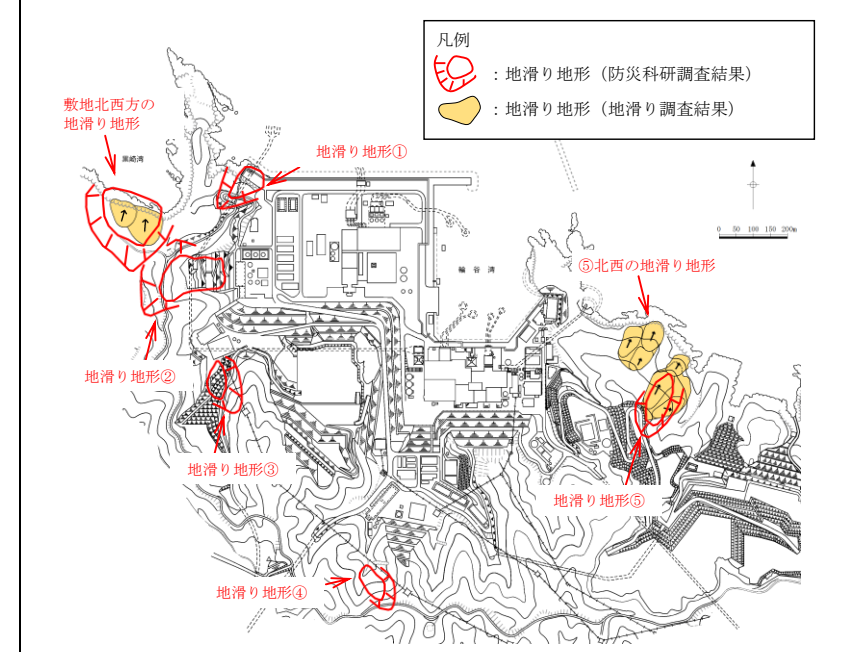 凡例
：地滑り地形（防災科研調査結果）
：地滑り地形（地滑り調査結果）
敷地北西方の
地滑り地形
黒崎湾
地滑り地形①
0 50 100 150 200m
輪谷湾
⑤北西の地滑り地形
地滑り地形②
地滑り地形③
地滑り地形⑤
地滑り地形④